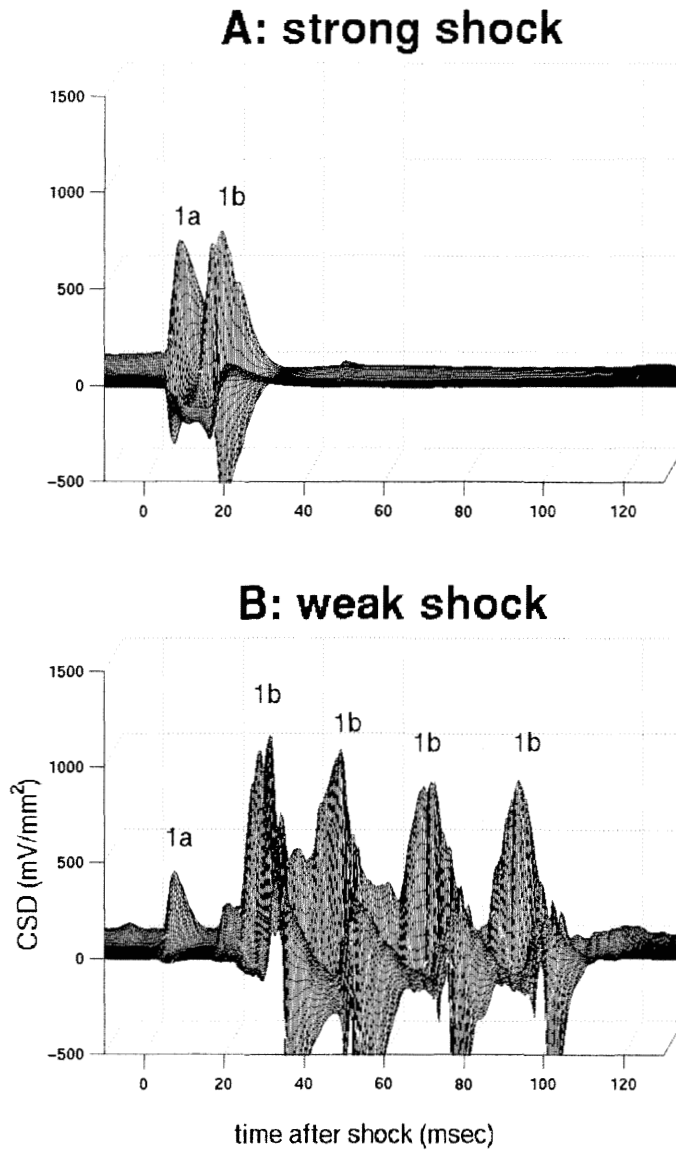 A: strong shock
1500
1000
500
0
-500
1a
1b
0 20 40 60 80 100 120
B: weak shock
1500
1000
500
0
-500
CSD (mV/mm²)
1a
1b
1b
1b
1b
0 20 40 60 80 100 120
time after shock (msec)